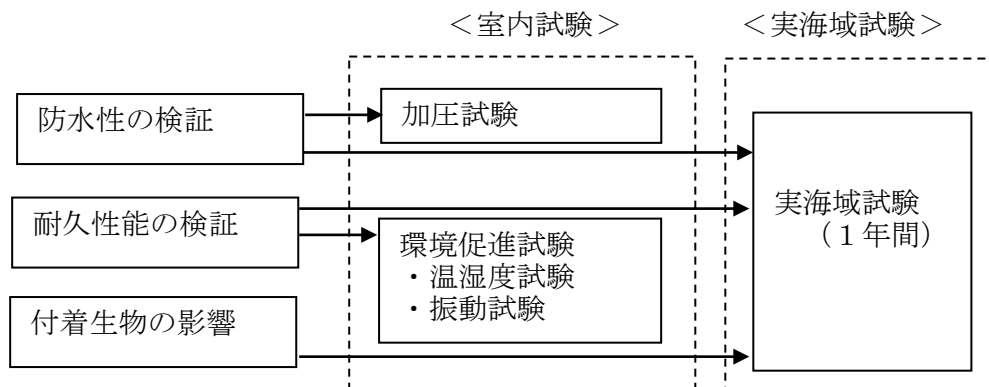 ＜室内試験＞
＜実海域試験＞
防水性の検証
加圧試験
耐久性能の検証
環境促進試験
・温湿度試験
・振動試験
付着生物の影響
実海域試験
（１年間）